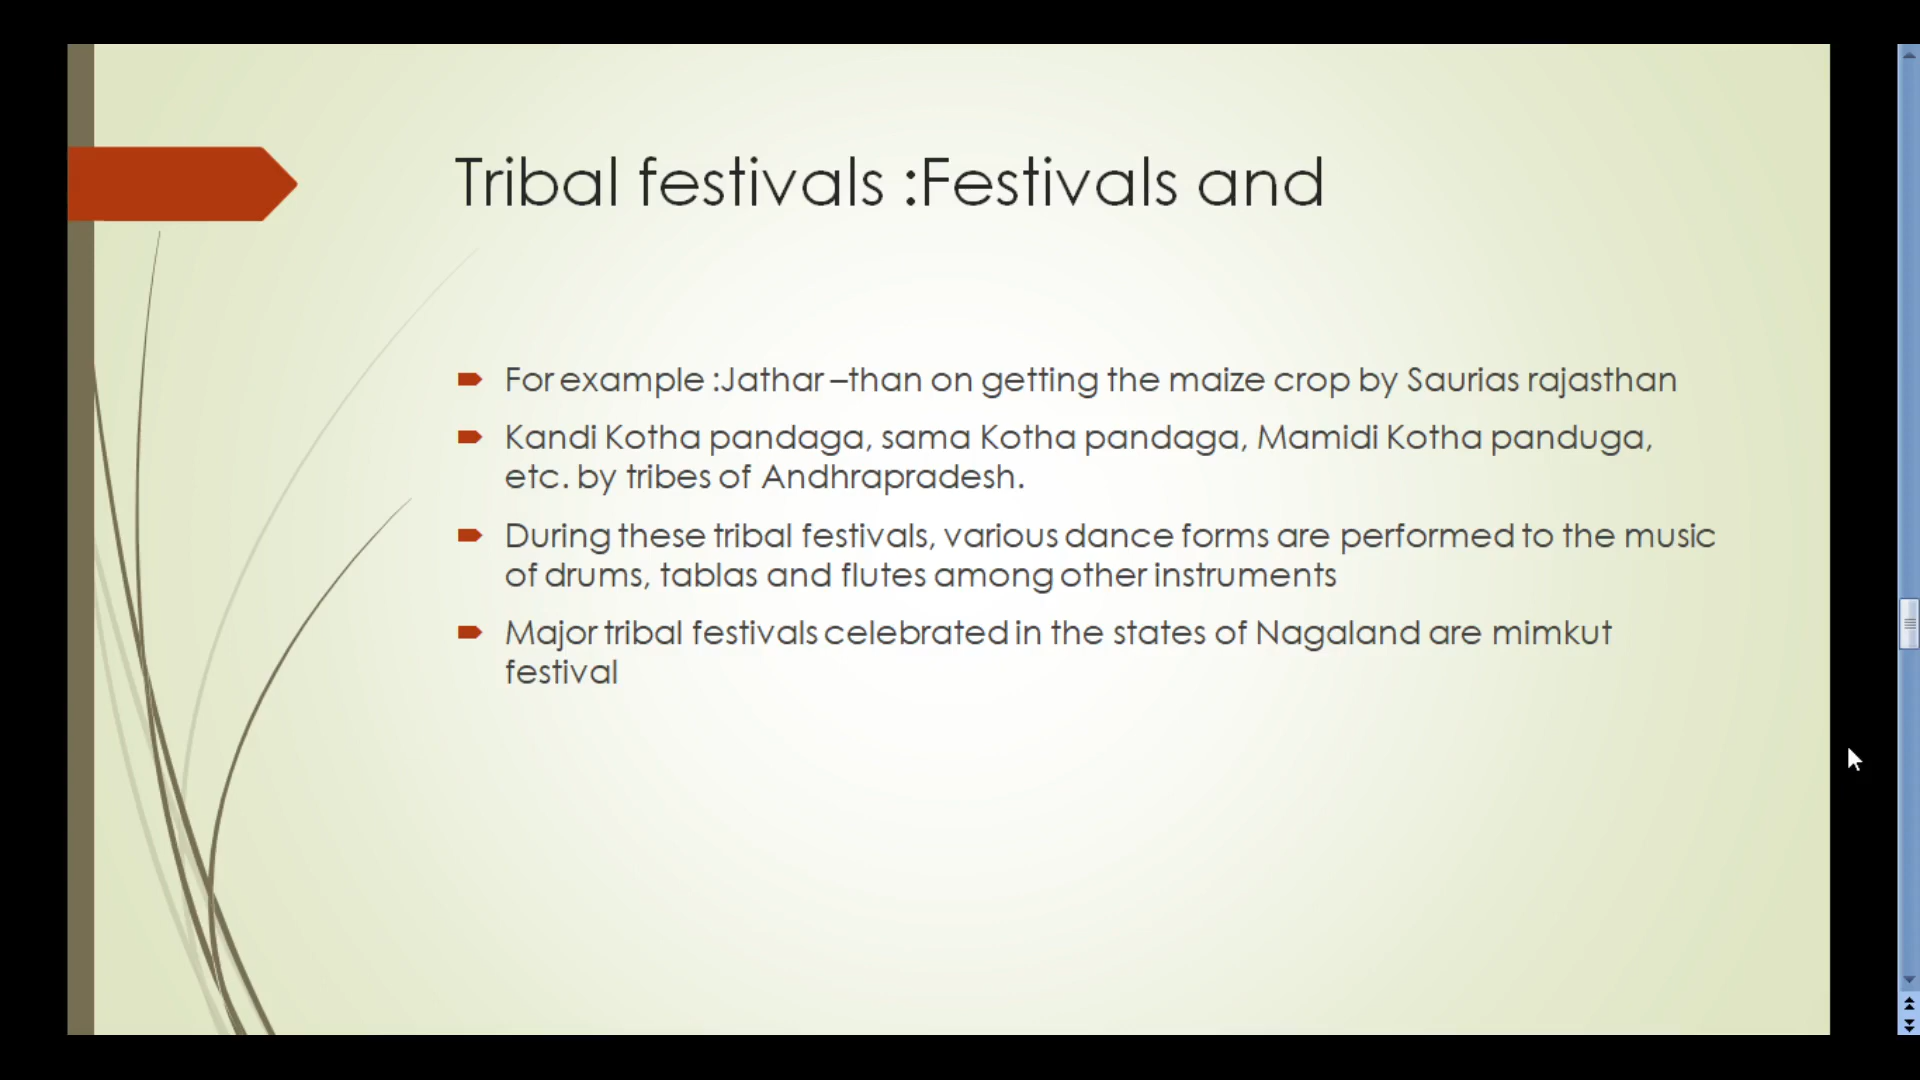 Tribal festivals :Festivals and
For example :Jathar –than on getting the maize crop by Saurias rajasthan
Kandi Kotha pandaga, sama Kotha pandaga, Mamidi Kotha panduga,
etc. by tribes of Andhrapradesh.
During these tribal festivals, various dance forms are performed to the music
of drums, tablas and flutes among other instruments
Major tribal festivals celebrated in the states of Nagaland are mimkut
festival